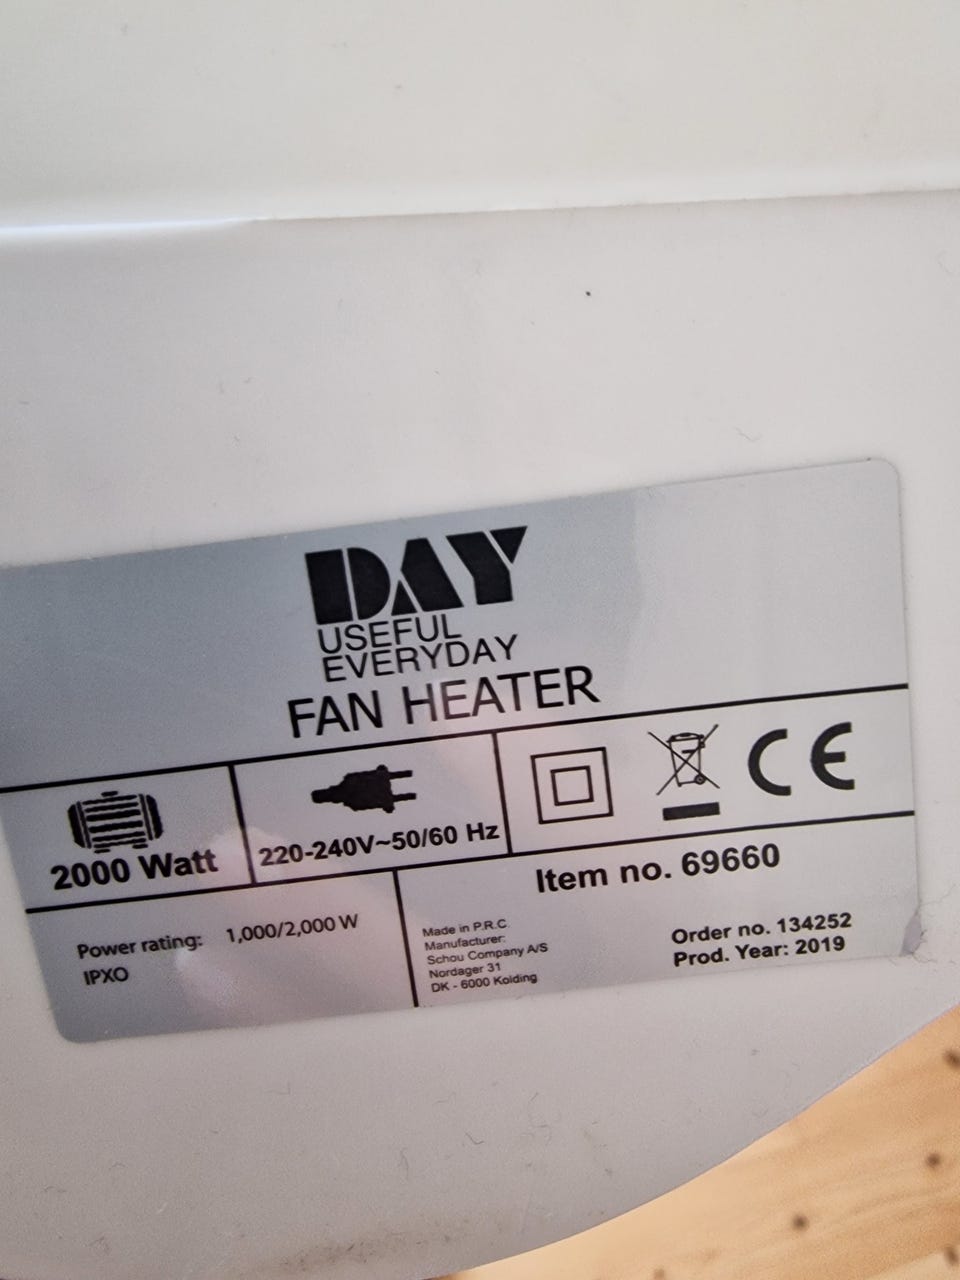 DAY
USEFUL
EVERYDAY
FAN HEATER
2000 Watt
220-240V~50/60 Hz
CE
Item no. 69660
Power rating: 1,000/2,000 W
IPXO
Made in P.R.C
Manufacturer:
Schou Company A/S
Nordager 31
DK - 6000 Kolding
Order no. 134252
Prod. Year: 2019